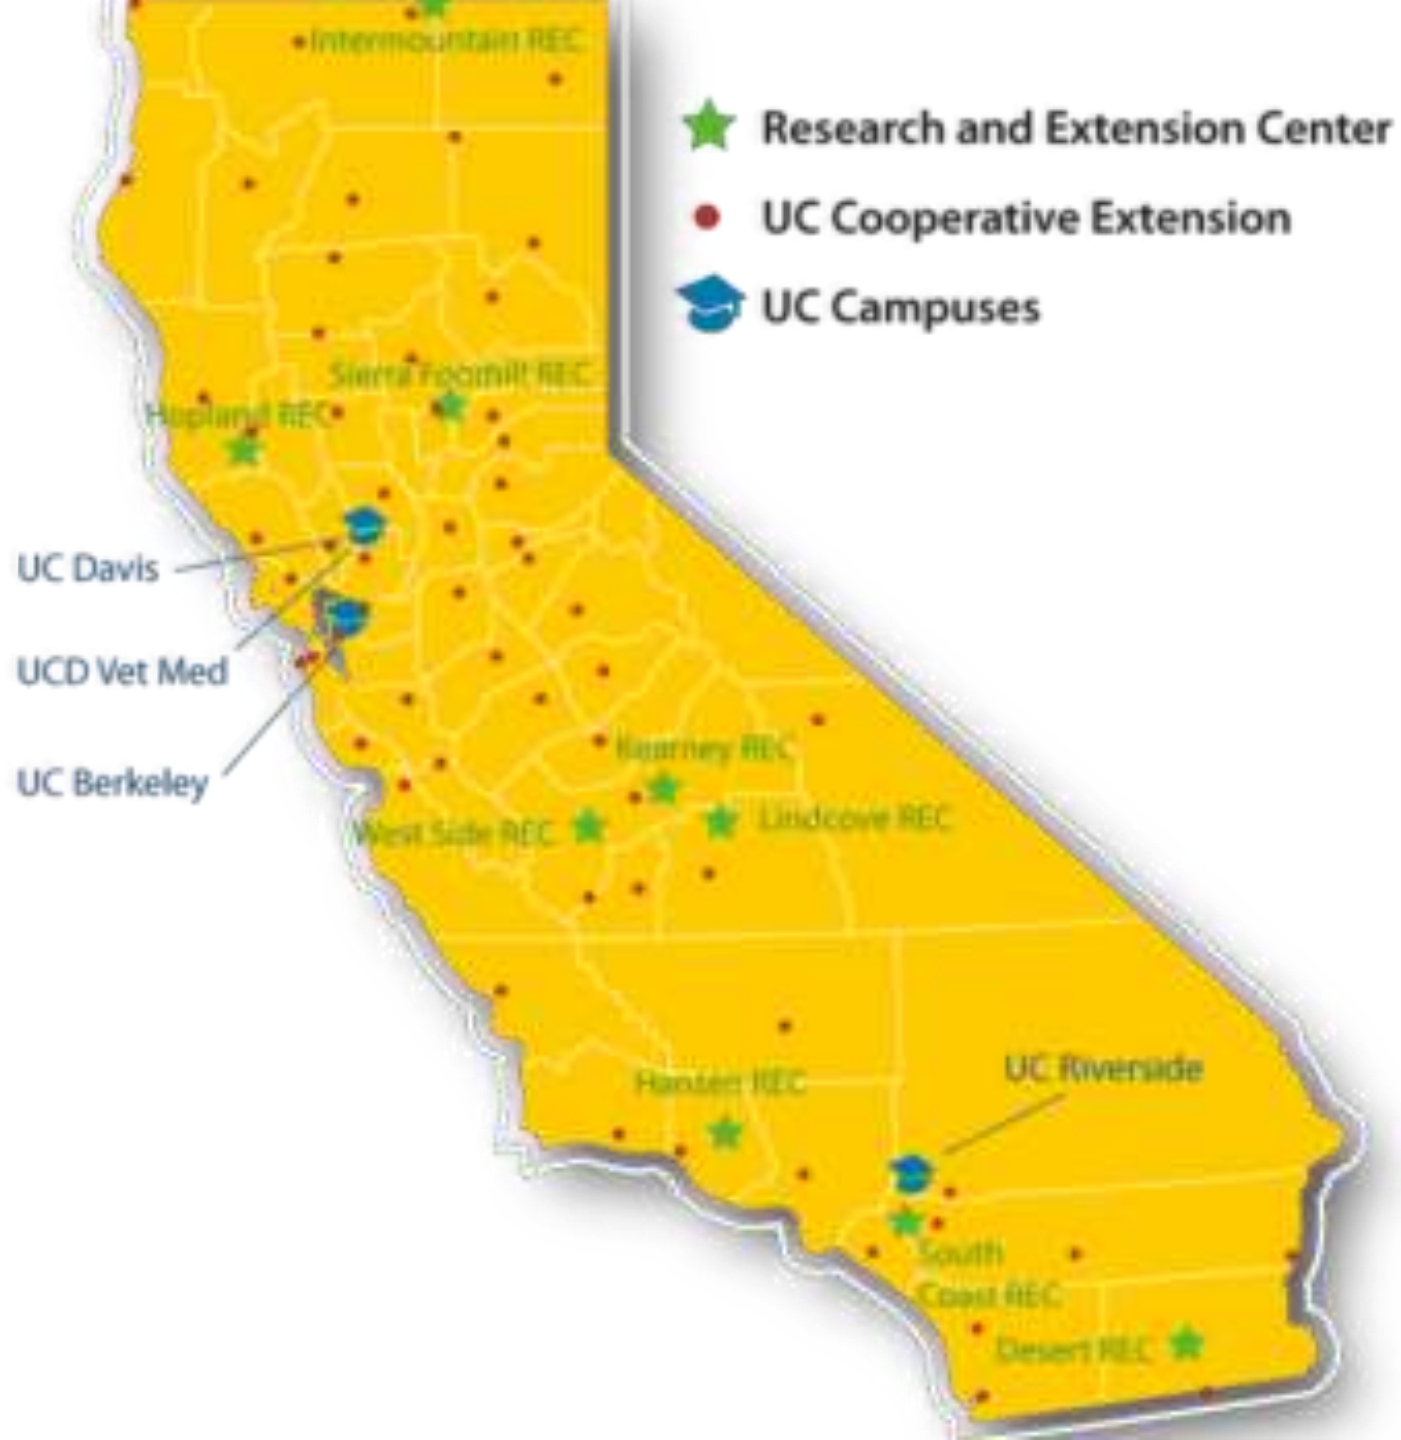 Intermountain REC
Research and Extension Center
UC Cooperative Extension
UC Campuses
Sierra Foothill REC
Hopland REC
UC Davis
UCD Vet Med
UC Berkeley
Kearney REC
Lindcove REC
West Side REC
UC Riverside
Hansen REC
South
Coast REC
Desert REC